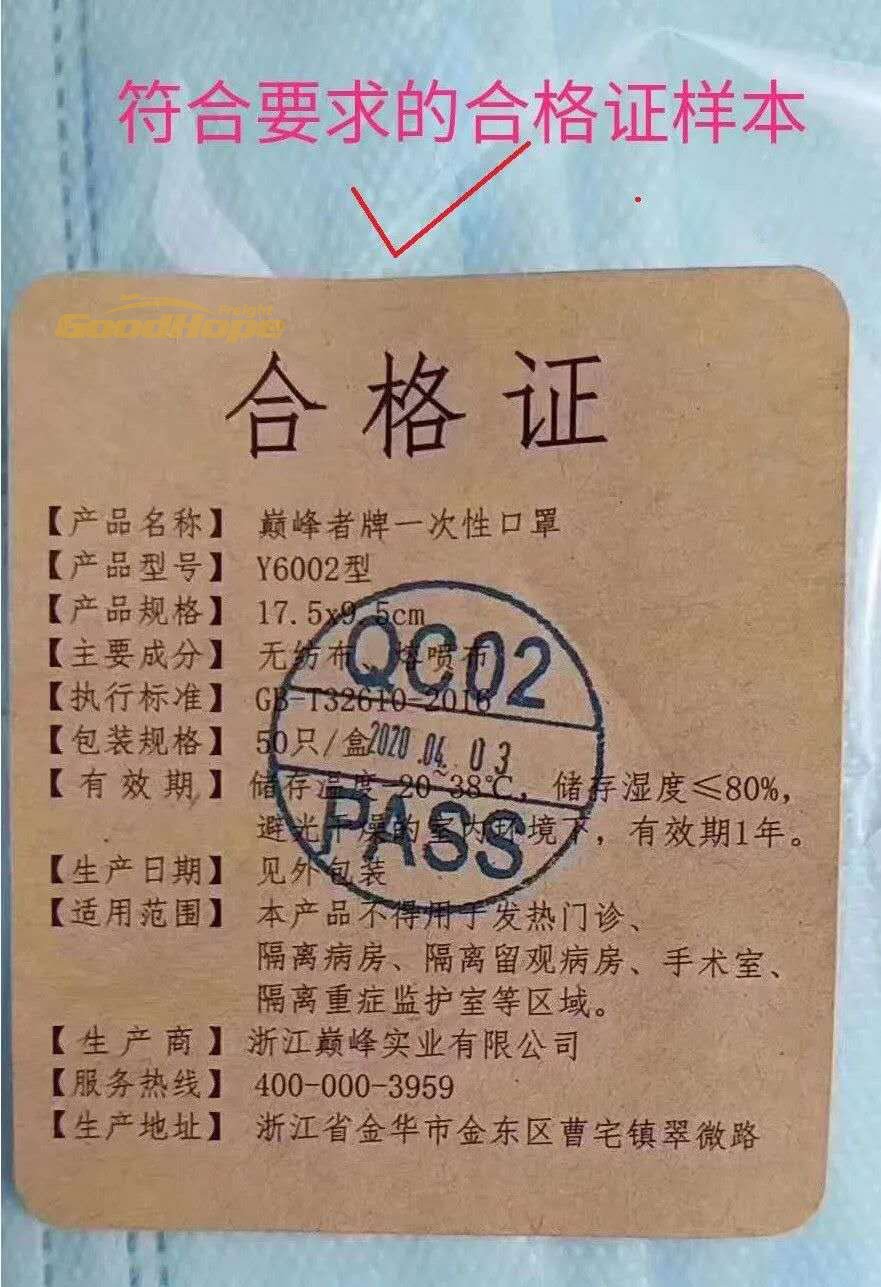 符合要求的合格证样本
GoodHope Freight
合格证
【产品名称】 巅峰者牌一次性口罩
【产品型号】 Y6002型
【产品规格】 17.5x9.5cm
【主要成分】 无纺布、熔喷布
【执行标准】 GB-T32610-2016
【包装规格】 50只/盒
【有效期】 储存温度-20-38℃，储存湿度≤80%，
避光干燥的室内环境下，有效期1年。
【生产日期】 见外包装
【适用范围】 本产品不得用于发热门诊、
隔离病房、隔离留观病房、手术室、
隔离重症监护室等区域。
【生产商】 浙江巅峰实业有限公司
【服务热线】 400-000-3959
【生产地址】 浙江省金华市金东区曹宅镇翠微路
QC02
2020.04.03
PASS